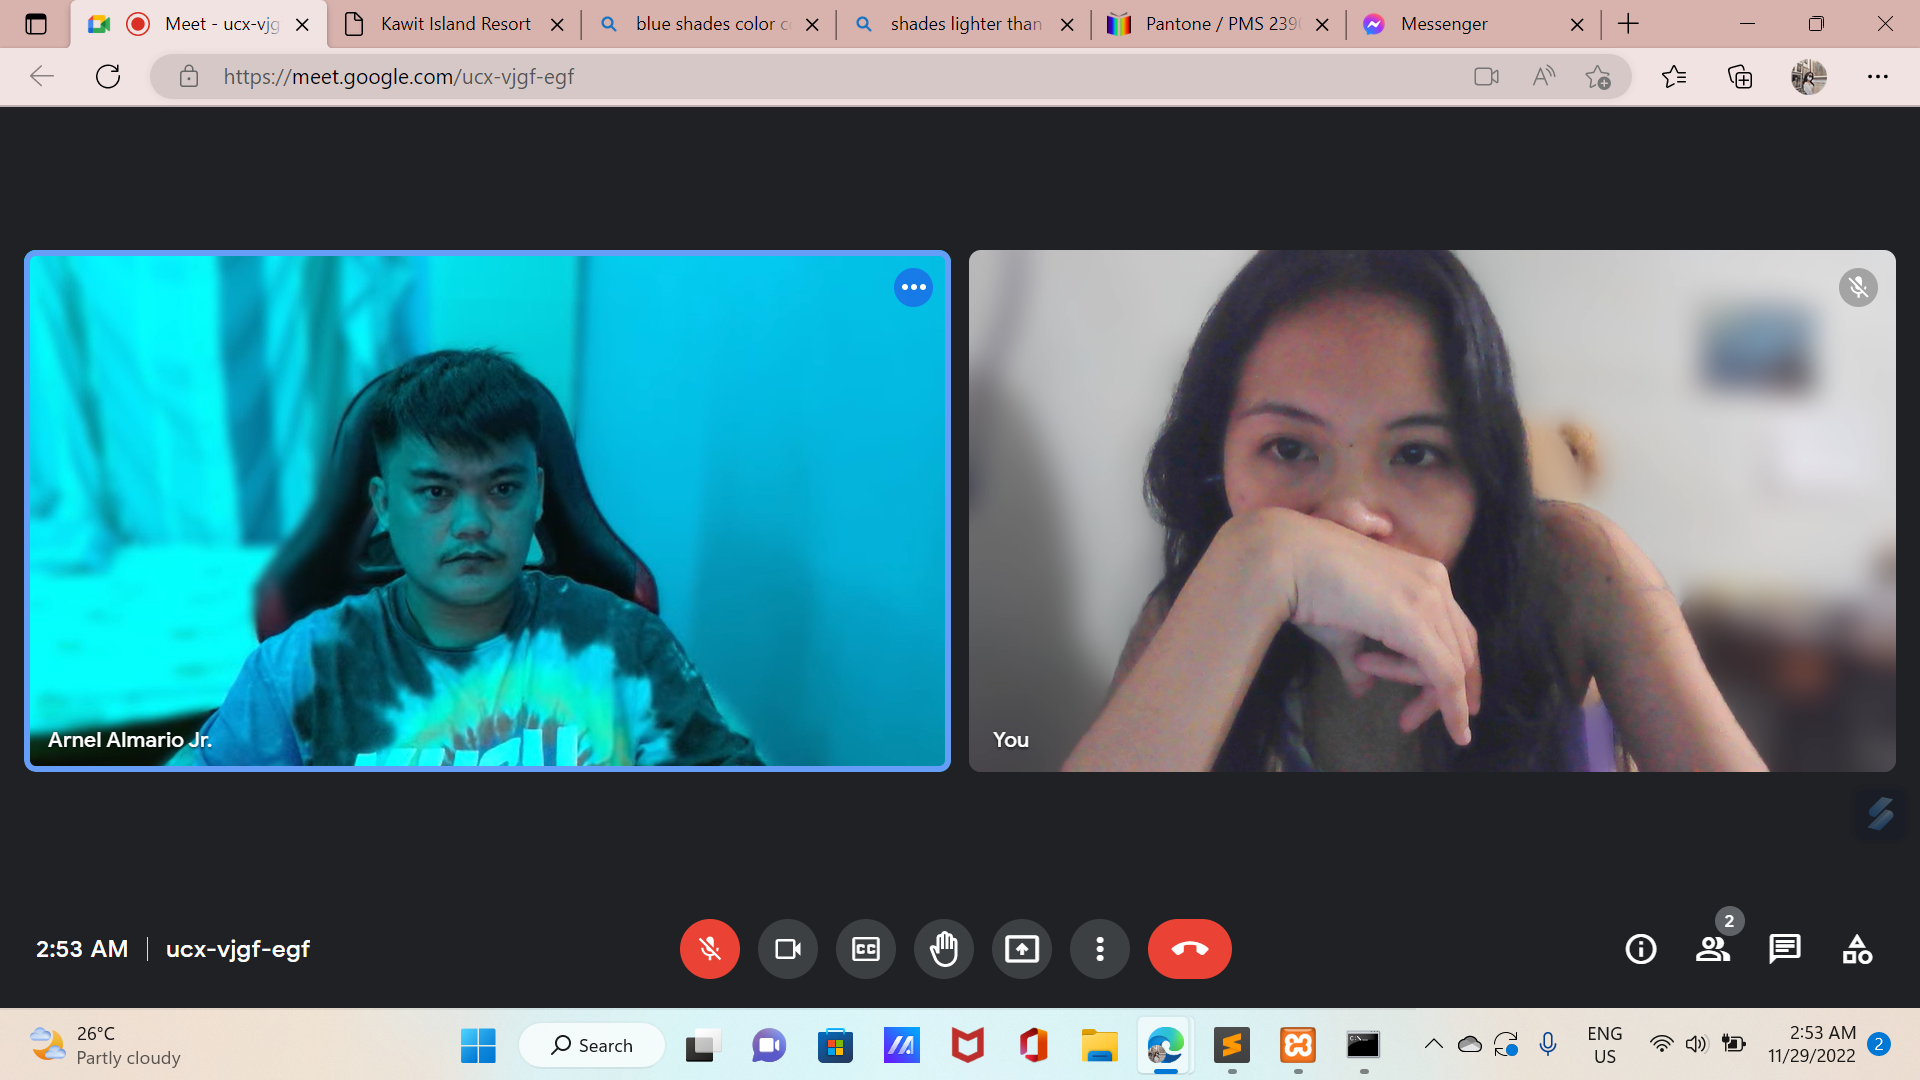 Meet - ucx-vjg
Kawit Island Resort
blue shades color c
shades lighter than
Pantone / PMS 239
Messenger
https://meet.google.com/ucx-vjgf-egf
Arnel Almario Jr.
You
2:53 AM
ucx-vjgf-egf
CC
2
26°C
Partly cloudy
Search
ENG
US
2:53 AM
11/29/2022
2